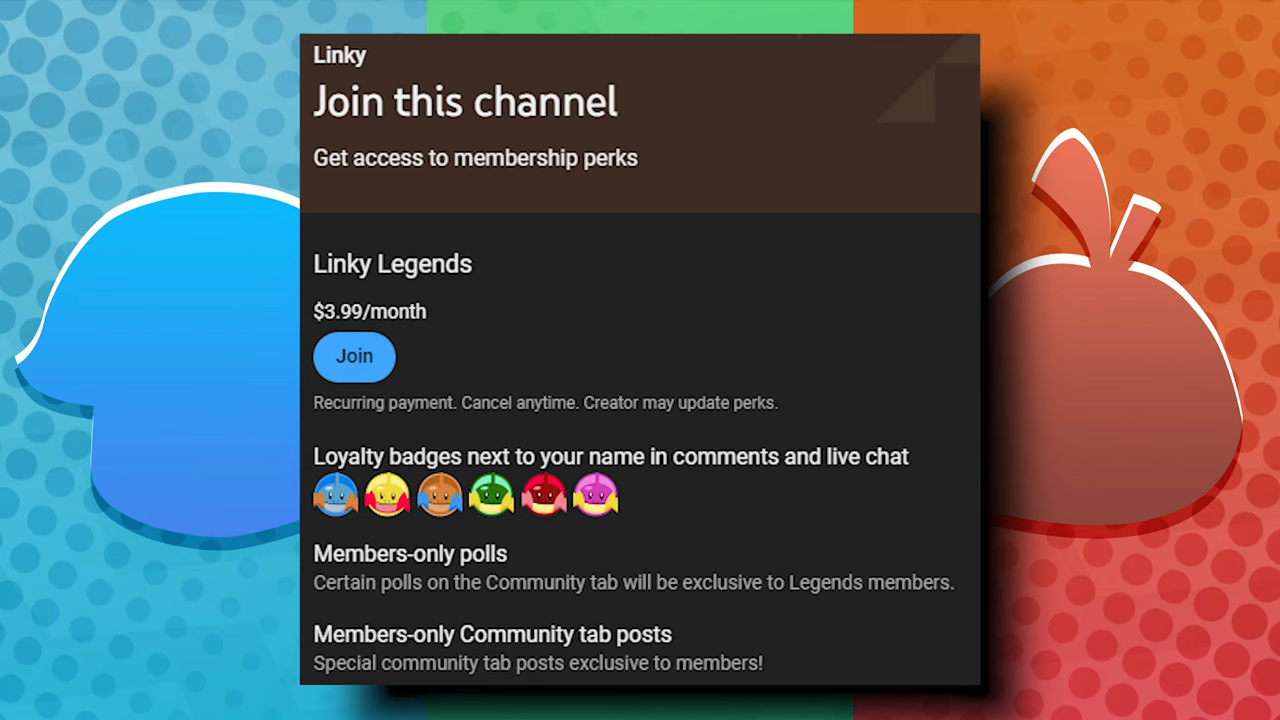 Linky
Join this channel
Get access to membership perks
Linky Legends
$3.99/month
Join
Recurring payment. Cancel anytime. Creator may update perks.
Loyalty badges next to your name in comments and live chat
Members-only polls
Certain polls on the Community tab will be exclusive to Legends members.
Members-only Community tab posts
Special community tab posts exclusive to members!